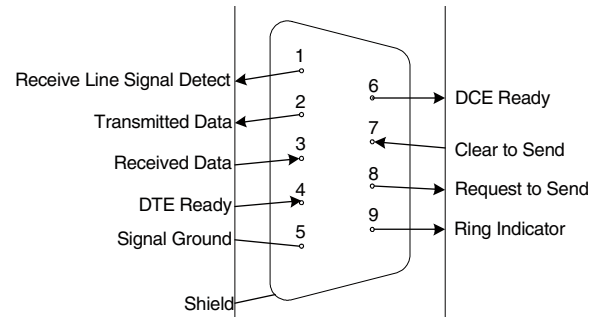 1
Receive Line Signal Detect
2
Transmitted Data
3
Received Data
4
DTE Ready
5
Signal Ground
Shield
6
DCE Ready
7
Clear to Send
8
Request to Send
9
Ring Indicator